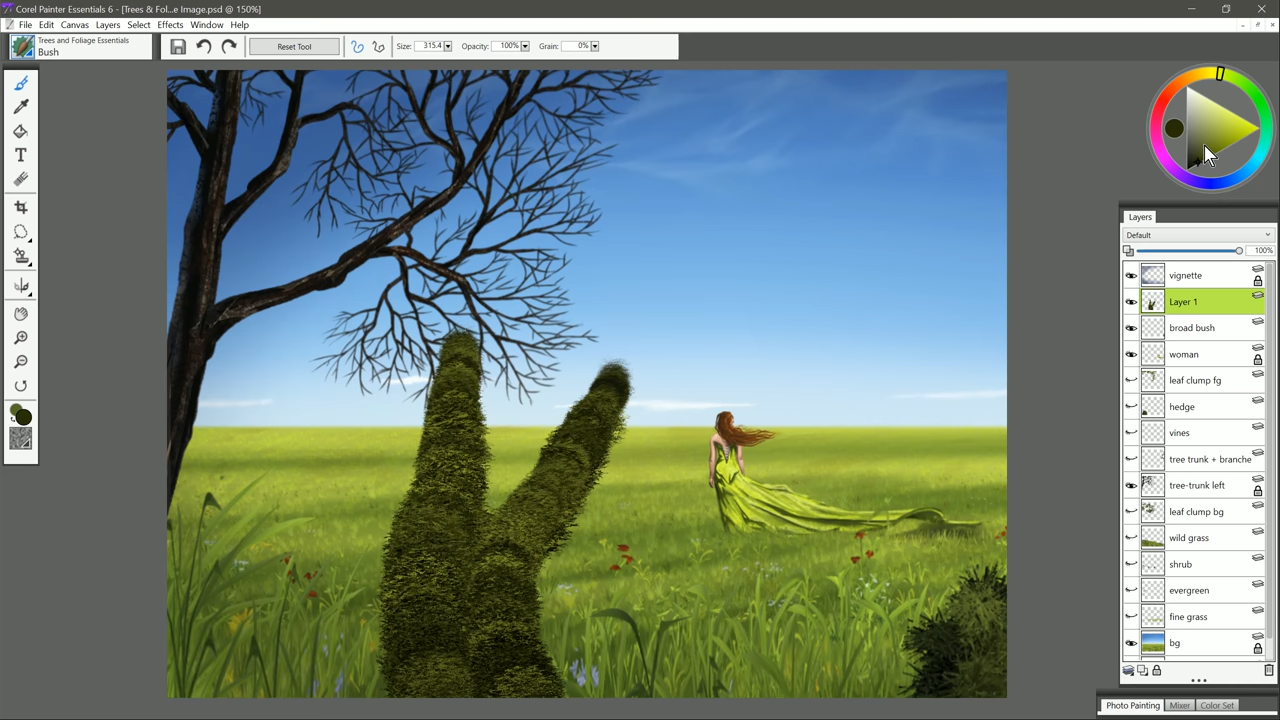 Corel Painter Essentials 6 - [Trees & Fol...e Image.psd @ 150%]
File Edit Canvas Layers Select Effects Window Help
Trees and Foliage Essentials
Bush
Reset Tool
Size: 315.4
Opacity: 100%
Grain: 0%
Layers
Default
100%
vignette
Layer 1
broad bush
woman
leaf clump fg
hedge
vines
tree trunk + branche
tree-trunk left
leaf clump bg
wild grass
shrub
evergreen
fine grass
bg
Photo Painting Mixer Color Set